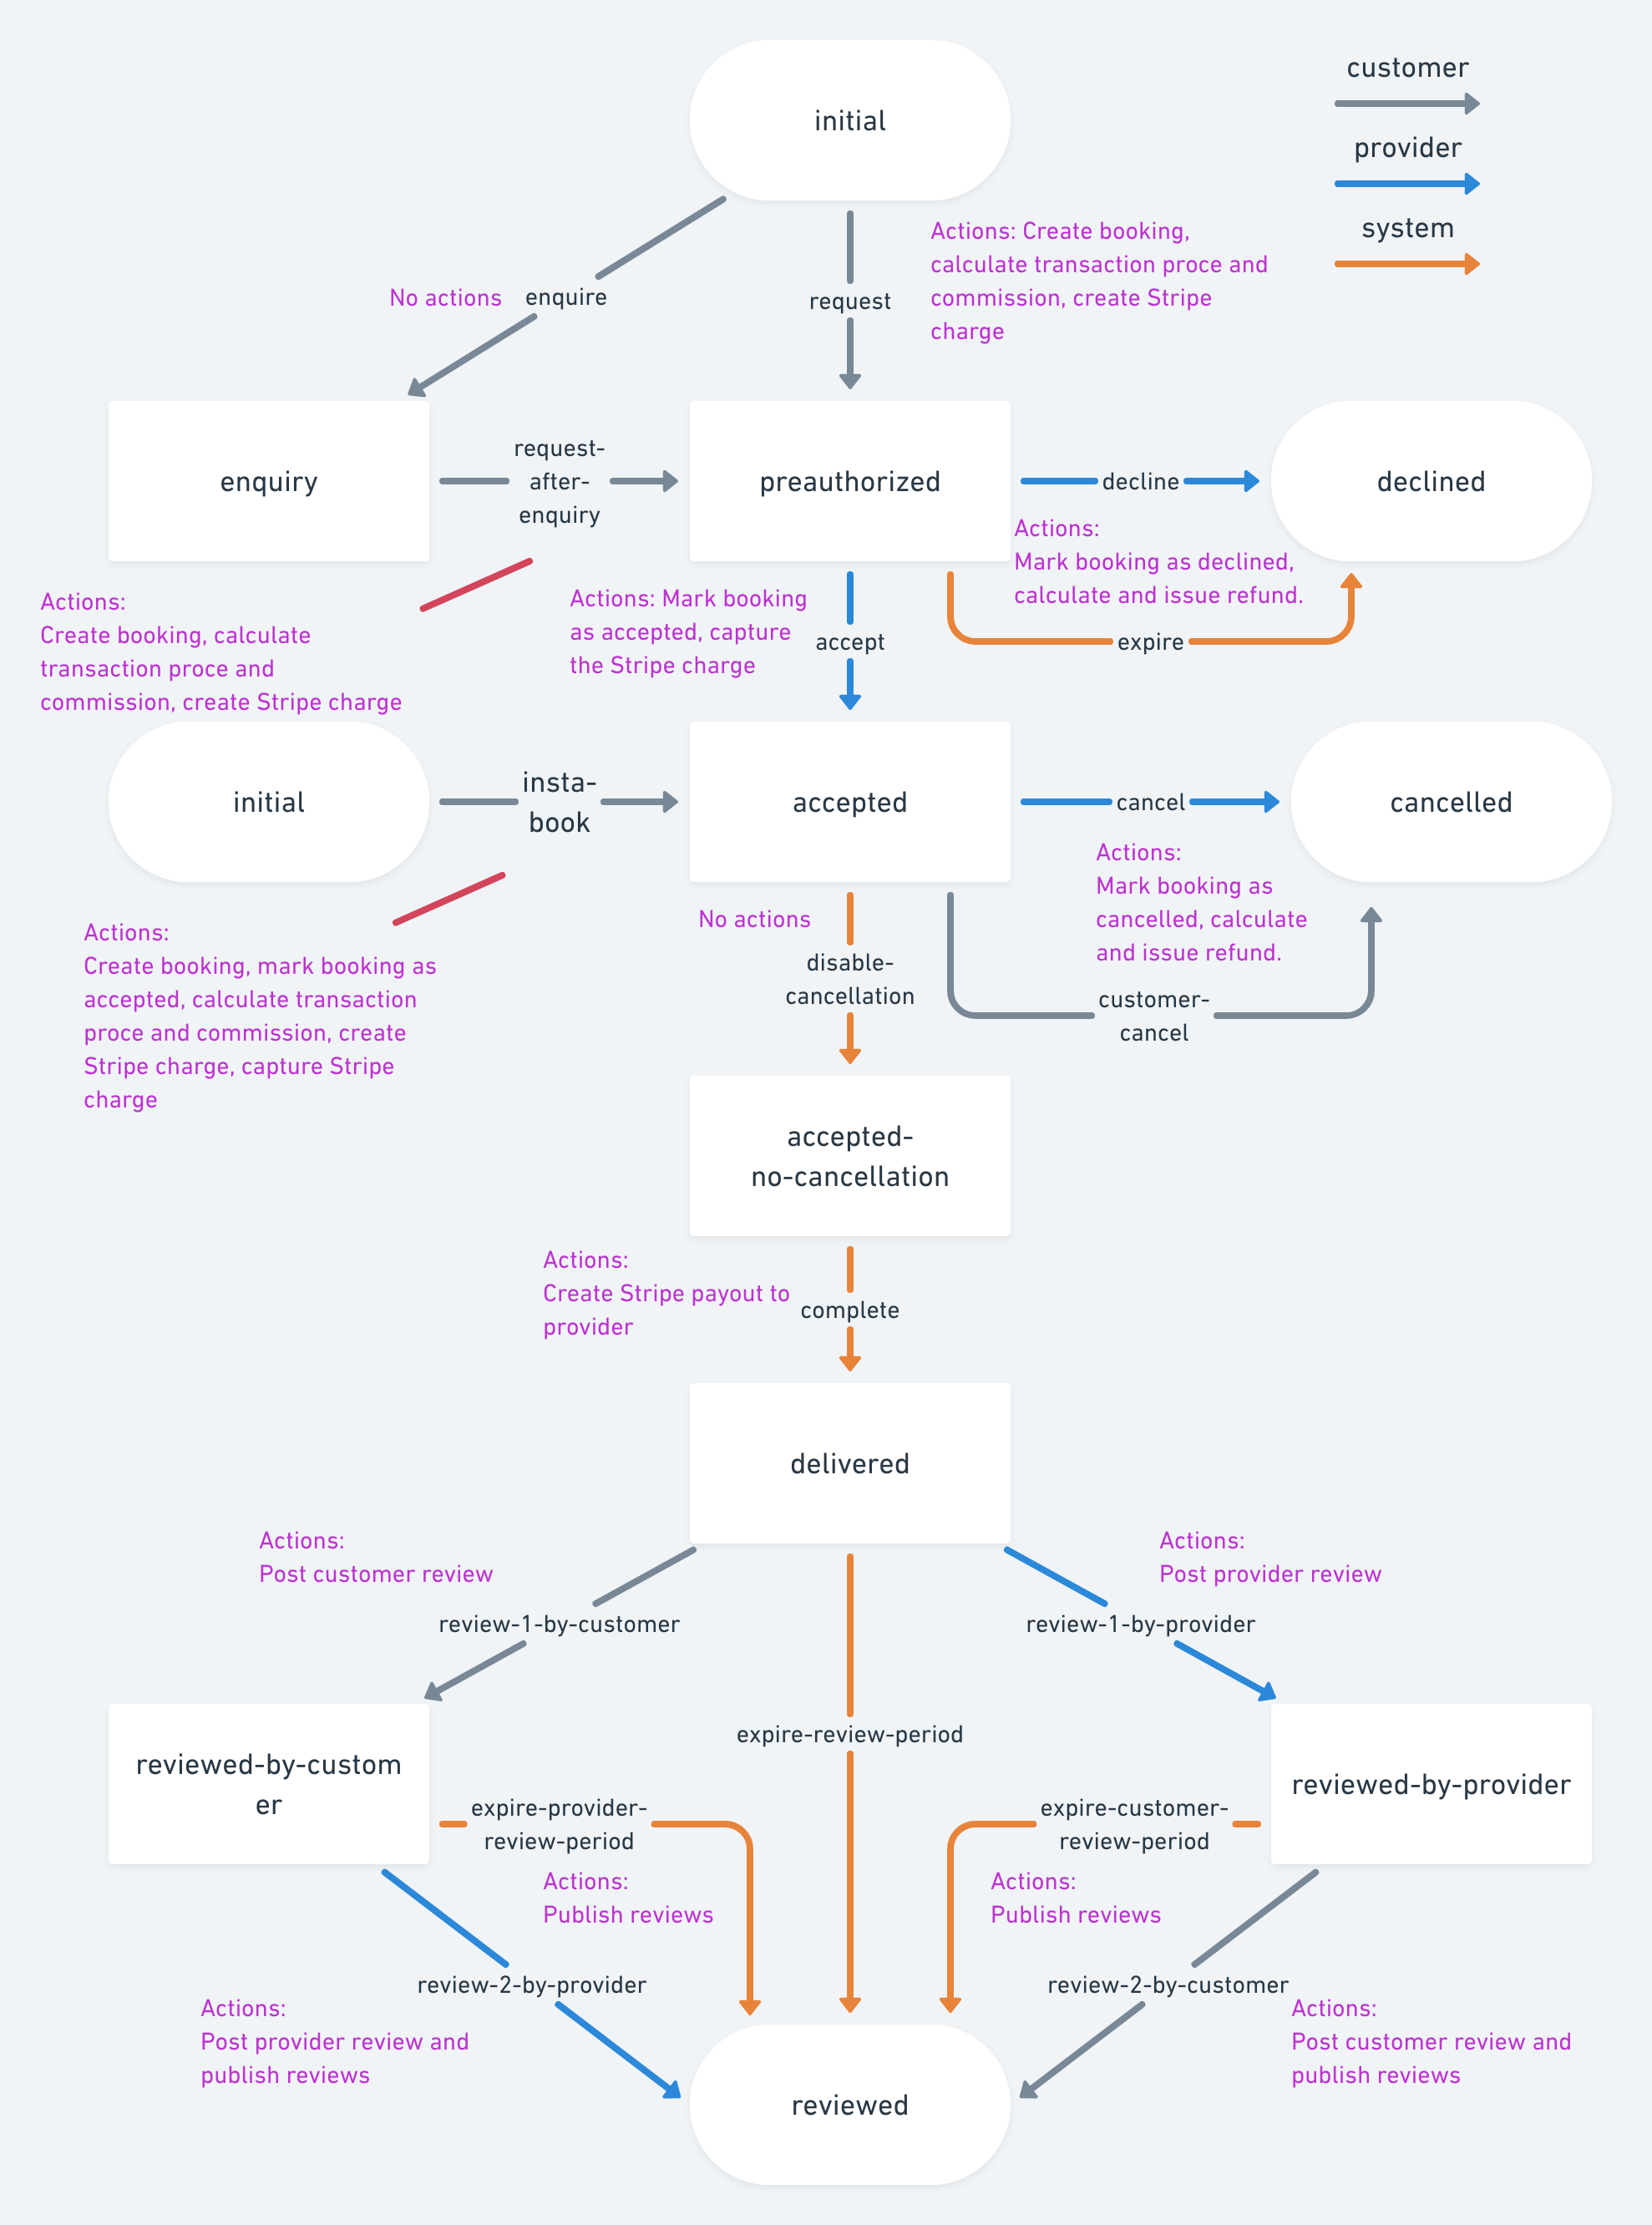 initial
customer
provider
system
Actions: Create booking,
calculate transaction proce and
commission, create Stripe
charge
No actions
enquire
request
enquiry
request-
after-
enquiry
preauthorized
decline
declined
Actions:
Mark booking as declined,
calculate and issue refund.
Actions:
Create booking, calculate
transaction proce and
commission, create Stripe charge
Actions: Mark booking
as accepted, capture
the Stripe charge
accept
expire
initial
insta-
book
accepted
cancel
cancelled
Actions:
Mark booking as
cancelled, calculate
and issue refund.
Actions:
Create booking, mark booking as
accepted, calculate transaction
proce and commission, create
Stripe charge, capture Stripe
charge
No actions
disable-
cancellation
customer-
cancel
accepted-
no-cancellation
Actions:
Create Stripe payout to
provider
complete
delivered
Actions:
Post customer review
Actions:
Post provider review
review-1-by-customer
review-1-by-provider
expire-review-period
reviewed-by-custom
er
reviewed-by-provider
expire-provider-
review-period
expire-customer-
review-period
Actions:
Publish reviews
Actions:
Publish reviews
review-2-by-provider
review-2-by-customer
Actions:
Post provider review and
publish reviews
Actions:
Post customer review and
publish reviews
reviewed